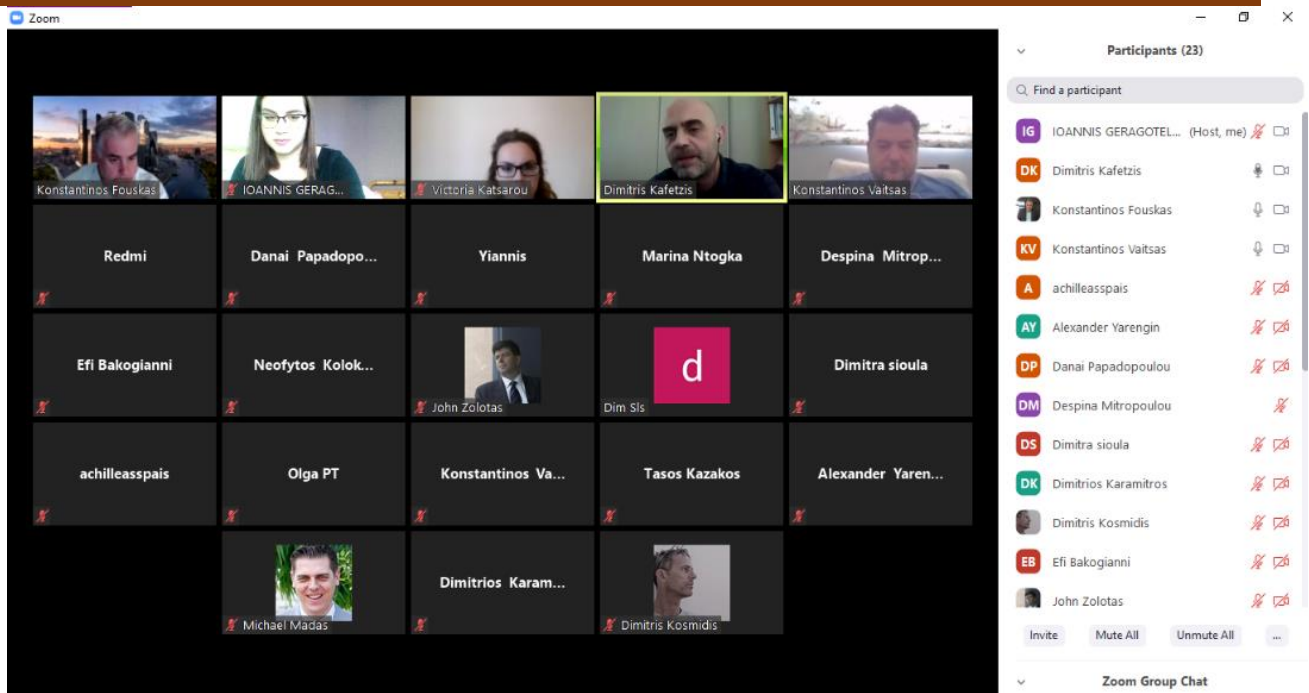 Zoom
Konstantinos Fouskas
IOANNIS GERAG...
Victoria Katsarou
Dimitris Kafetzis
Konstantinos Vaitsas
Redmi
Danai Papadopo...
Yiannis
Marina Ntogka
Despina Mitrop...
Efi Bakogianni
Neofytos Kolok...
John Zolotas
d
Dim Sls
Dimitra sioula
achilleasspais
Olga PT
Konstantinos Va...
Tasos Kazakos
Alexander Yaren...
Michael Madas
Dimitrios Karam...
Dimitris Kosmidis
Participants (23)
Find a participant
IG IOANNIS GERAGOTEL... (Host, me)
DK Dimitris Kafetzis
Konstantinos Fouskas
KV Konstantinos Vaitsas
A achilleasspais
AY Alexander Yarengin
DP Danai Papadopoulou
DM Despina Mitropoulou
DS Dimitra sioula
DK Dimitrios Karamitros
Dimitris Kosmidis
EB Efi Bakogianni
John Zolotas
Invite Mute All Unmute All ...
Zoom Group Chat